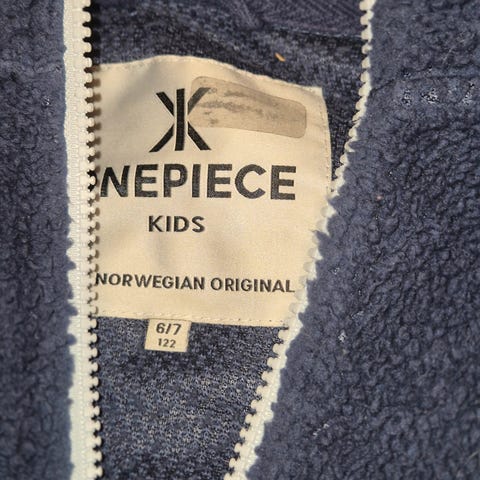 NEPIECE
KIDS
NORWEGIAN ORIGINAL
6/7
122